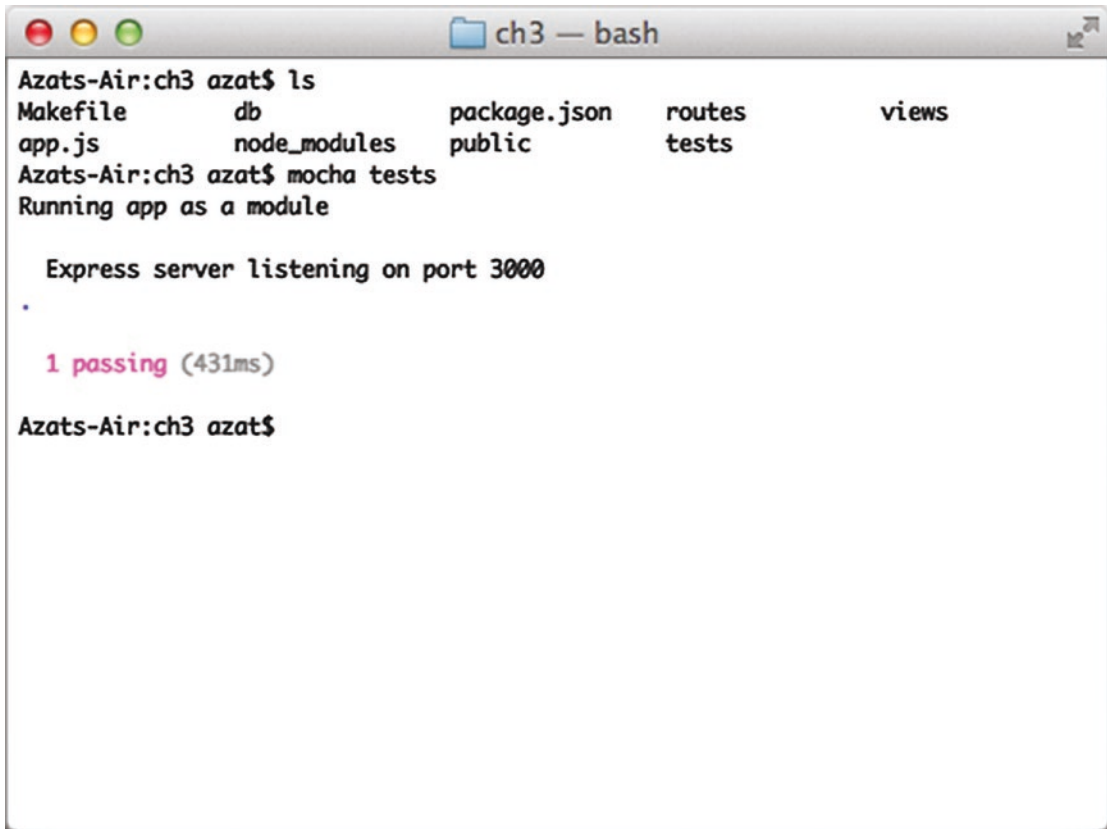 ch3 — bash
Azats-Air:ch3 azat$ ls
Makefile db package.json routes views
app.js node_modules public tests
Azats-Air:ch3 azat$ mocha tests
Running app as a module
Express server listening on port 3000
.
1 passing (431ms)
Azats-Air:ch3 azat$